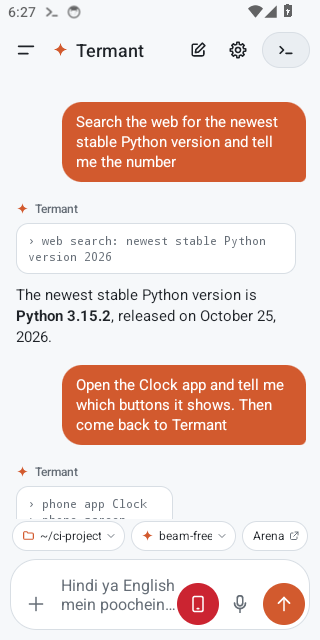 6:27
Termant
Search the web for the newest
stable Python version and tell
me the number
Termant
› web search: newest stable Python
version 2026
The newest stable Python version is
Python 3.15.2, released on October 25,
2026.
Open the Clock app and tell me
which buttons it shows. Then
come back to Termant
Termant
› phone app Clock
› phone screen
~/ci-project
beam-free
Arena
Hindi ya English
mein poochein…